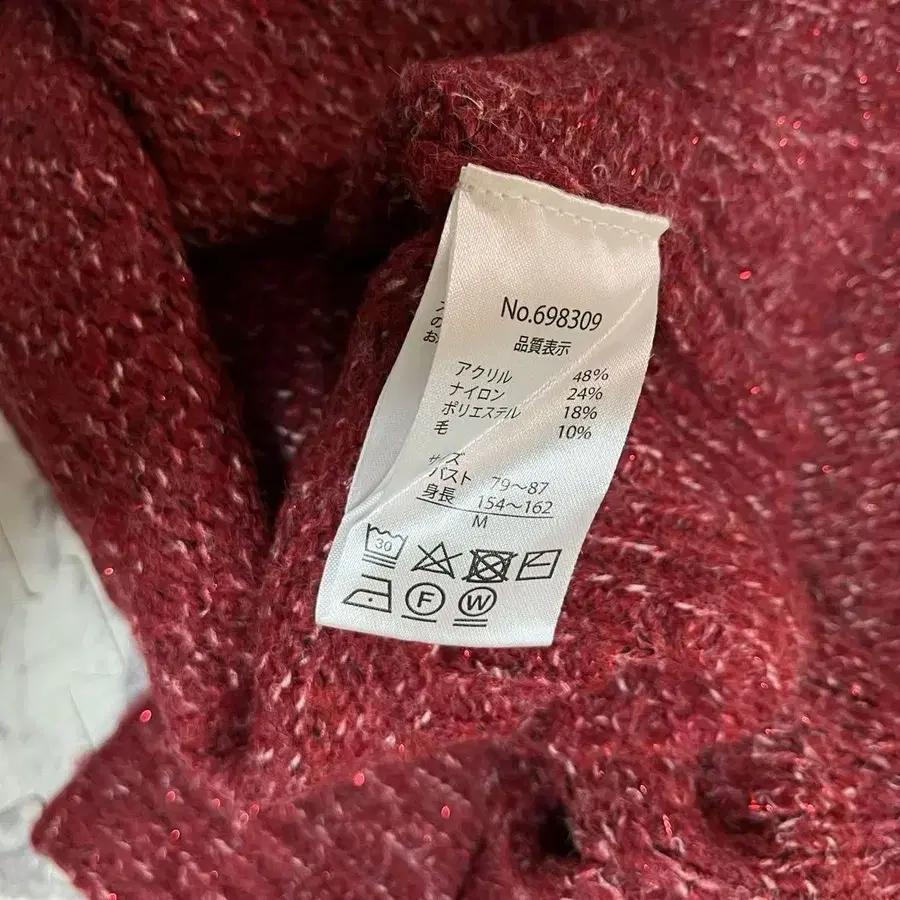 No.698309
品質表示
アクリル 48%
ナイロン 24%
ポリエステル 18%
毛 10%
サイズ
バスト 79〜87
身長 154〜162
M
30
F W